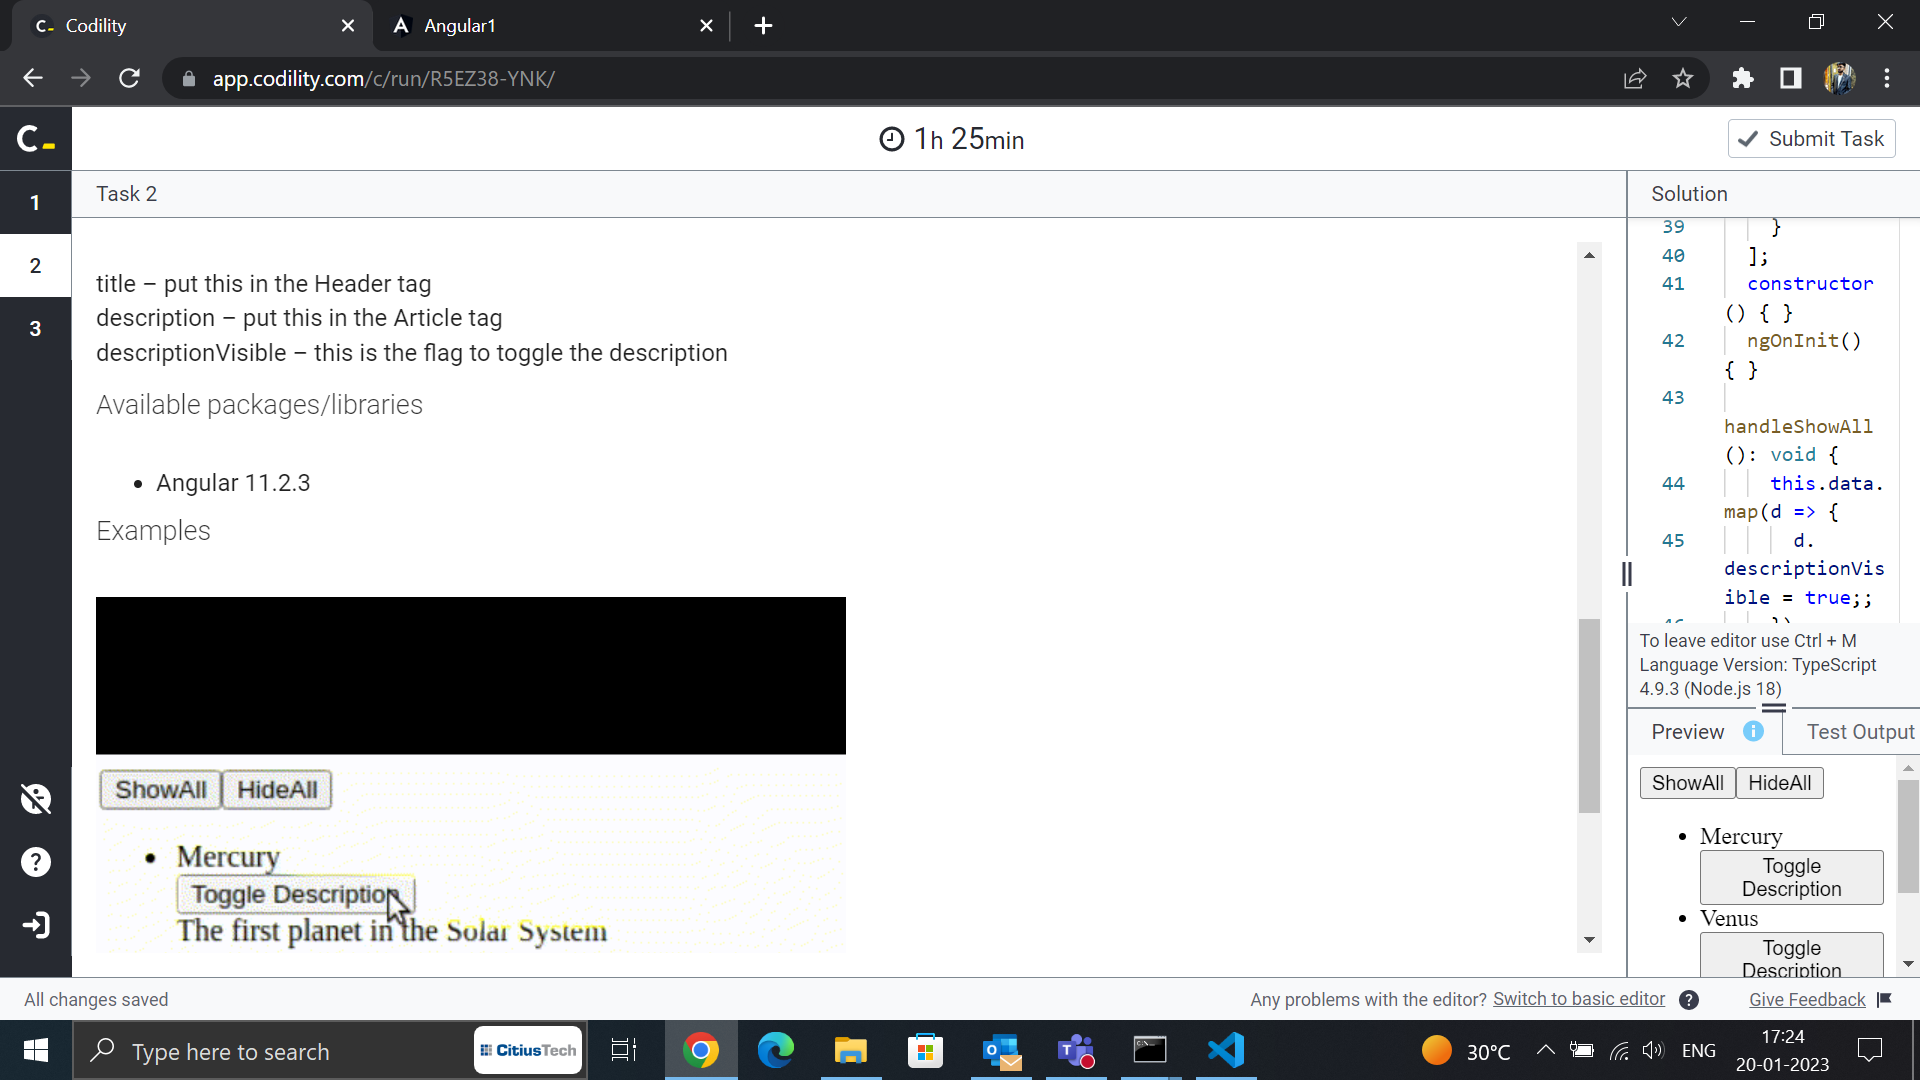 Codility
Angular1
app.codility.com/c/run/R5EZ38-YNK/
1h 25min
Submit Task
1
2
3
Task 2
title – put this in the Header tag
description – put this in the Article tag
descriptionVisible – this is the flag to toggle the description
Available packages/libraries
Angular 11.2.3
Examples
ShowAll HideAll
Mercury
Toggle Description
The first planet in the Solar System
Solution
39 }
40 ];
41 constructor
() { }
42 ngOnInit()
{ }
43
handleShowAll
(): void {
44 this.data.
map(d => {
45 d.
descriptionVis
ible = true;;
To leave editor use Ctrl + M
Language Version: TypeScript
4.9.3 (Node.js 18)
Preview Test Output
ShowAll HideAll
Mercury
Toggle
Description
Venus
Toggle
Description
All changes saved
Any problems with the editor? Switch to basic editor
Give Feedback
Type here to search
CitiusTech
30°C
ENG
17:24
20-01-2023